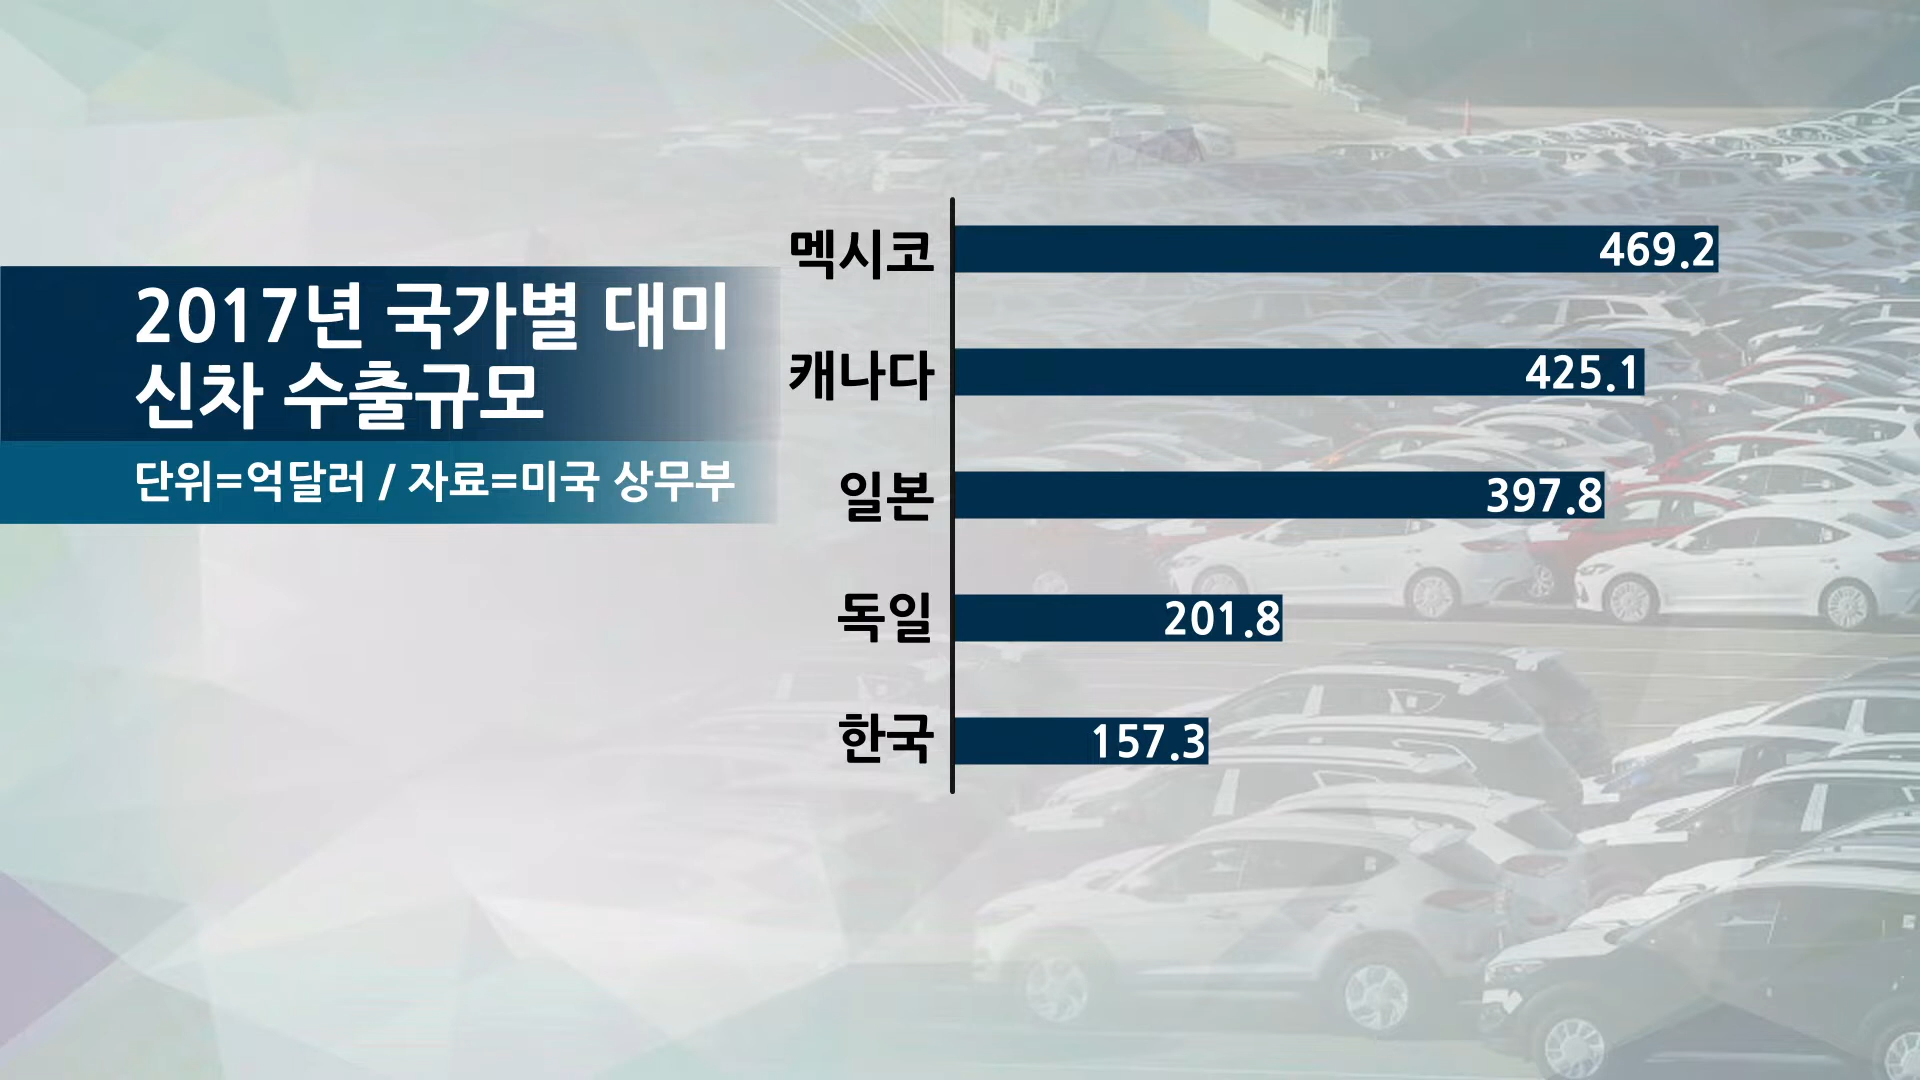 2017년 국가별 대미
신차 수출규모
단위=억달러 / 자료=미국 상무부
멕시코 469.2
캐나다 425.1
일본 397.8
독일 201.8
한국 157.3